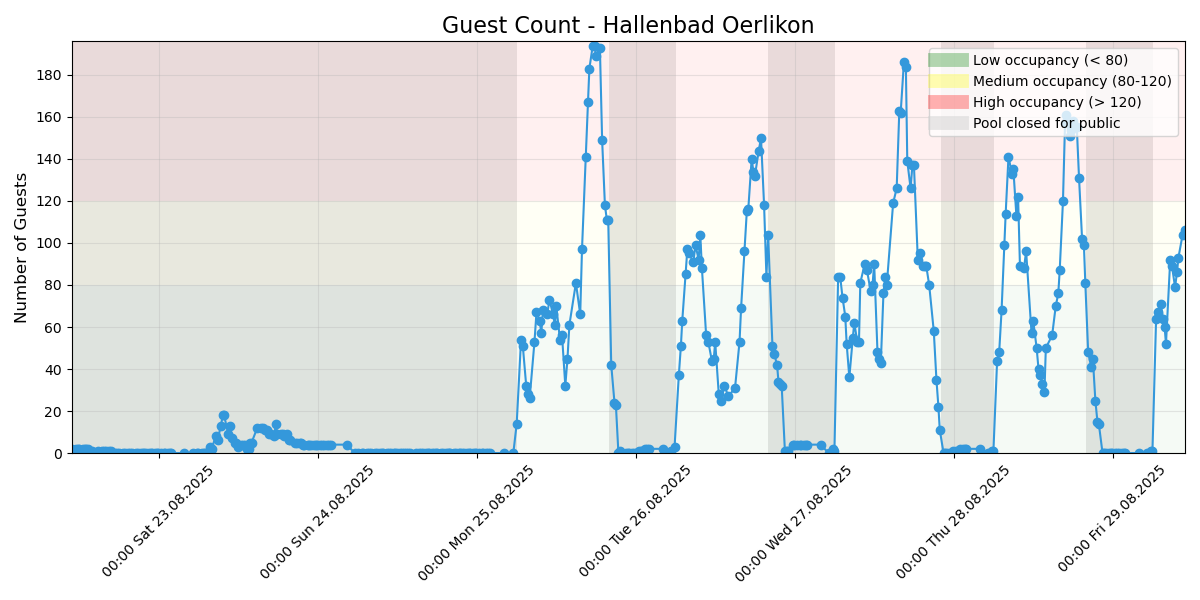 Guest Count - Hallenbad Oerlikon
Number of Guests
180
160
140
120
100
80
60
40
20
0
Low occupancy (< 80)
Medium occupancy (80-120)
High occupancy (> 120)
Pool closed for public
00:00 Sat 23.08.2025
00:00 Sun 24.08.2025
00:00 Mon 25.08.2025
00:00 Tue 26.08.2025
00:00 Wed 27.08.2025
00:00 Thu 28.08.2025
00:00 Fri 29.08.2025